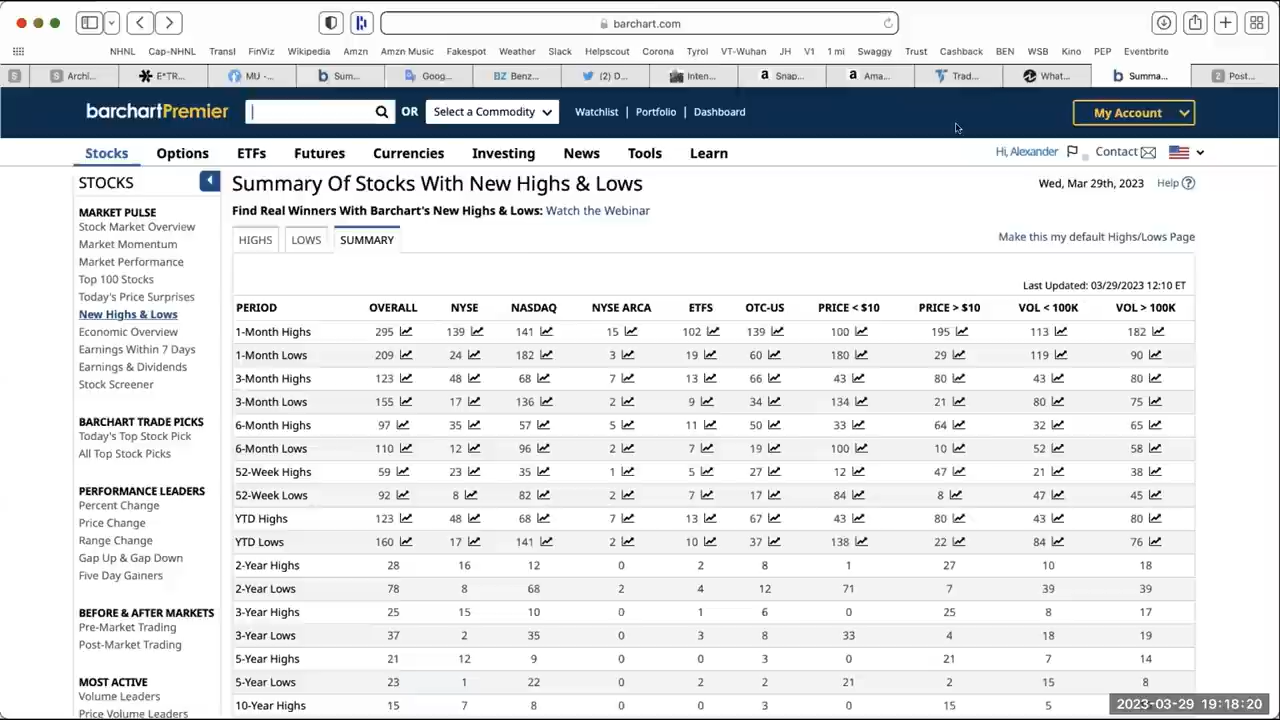 barchart.com
NHNL Cap-NHNL Transl FinViz Wikipedia Amzn Amzn Music Fakespot Weather Slack Helpscout Corona Tyrol VT-Wuhan JH V1 1 mi Swaggy Trust Cashback BEN WSB Kino PEP Eventbrite
Archi... E*TR... MU -... Sum... Goog... Benz... (2) D... Inten... Snap... Ama... Trad... What... Summa... Post...
barchartPremier OR Select a Commodity Watchlist | Portfolio | Dashboard My Account
Stocks Options ETFs Futures Currencies Investing News Tools Learn Hi, Alexander Contact
STOCKS
MARKET PULSE
Stock Market Overview
Market Momentum
Market Performance
Top 100 Stocks
Today's Price Surprises
New Highs & Lows
Economic Overview
Earnings Within 7 Days
Earnings & Dividends
Stock Screener
BARCHART TRADE PICKS
Today's Top Stock Pick
All Top Stock Picks
PERFORMANCE LEADERS
Percent Change
Price Change
Range Change
Gap Up & Gap Down
Five Day Gainers
BEFORE & AFTER MARKETS
Pre-Market Trading
Post-Market Trading
MOST ACTIVE
Volume Leaders
Price Volume Leaders
Summary Of Stocks With New Highs & Lows Wed, Mar 29th, 2023 Help
Find Real Winners With Barchart's New Highs & Lows: Watch the Webinar
HIGHS LOWS SUMMARY Make this my default Highs/Lows Page
Last Updated: 03/29/2023 12:10 ET
PERIOD OVERALL NYSE NASDAQ NYSE ARCA ETFS OTC-US PRICE < $10 PRICE > $10 VOL < 100K VOL > 100K
1-Month Highs 295 139 141 15 102 139 100 195 113 182
1-Month Lows 209 24 182 3 19 60 180 29 119 90
3-Month Highs 123 48 68 7 13 66 43 80 43 80
3-Month Lows 155 17 136 2 9 34 134 21 80 75
6-Month Highs 97 35 57 5 11 50 33 64 32 65
6-Month Lows 110 12 96 2 7 19 100 10 52 58
52-Week Highs 59 23 35 1 5 27 12 47 21 38
52-Week Lows 92 8 82 2 7 17 84 8 47 45
YTD Highs 123 48 68 7 13 67 43 80 43 80
YTD Lows 160 17 141 2 10 37 138 22 84 76
2-Year Highs 28 16 12 0 2 8 1 27 10 18
2-Year Lows 78 8 68 2 4 12 71 7 39 39
3-Year Highs 25 15 10 0 1 6 0 25 8 17
3-Year Lows 37 2 35 0 3 8 33 4 18 19
5-Year Highs 21 12 9 0 0 3 0 21 7 14
5-Year Lows 23 1 22 0 2 2 21 2 15 8
10-Year Highs 15 7 8 0 0 3 0 15 5
2023-03-29 19:18:20